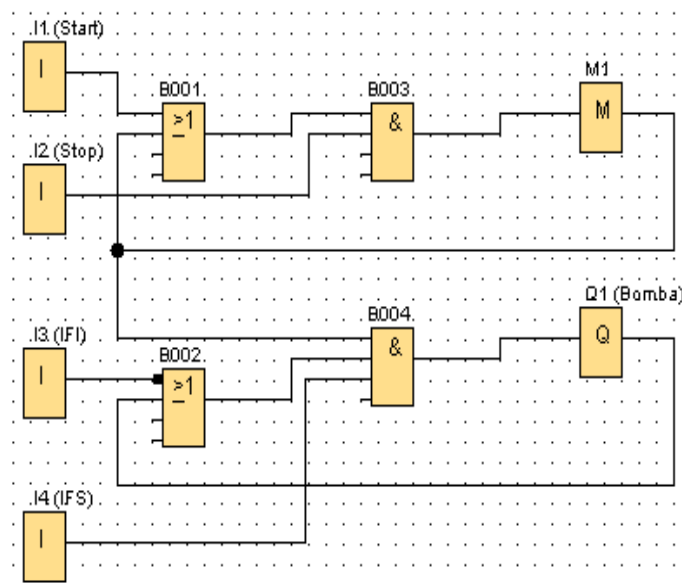 .I1.(Start)
I
B001.
≥1
B003.
&
M1
M
.I2 (Stop)
I
Q1 (Bomba)
Q
B004.
&
.I3 (IFI)
I
B002.
≥1
.I4 (IFS)
I